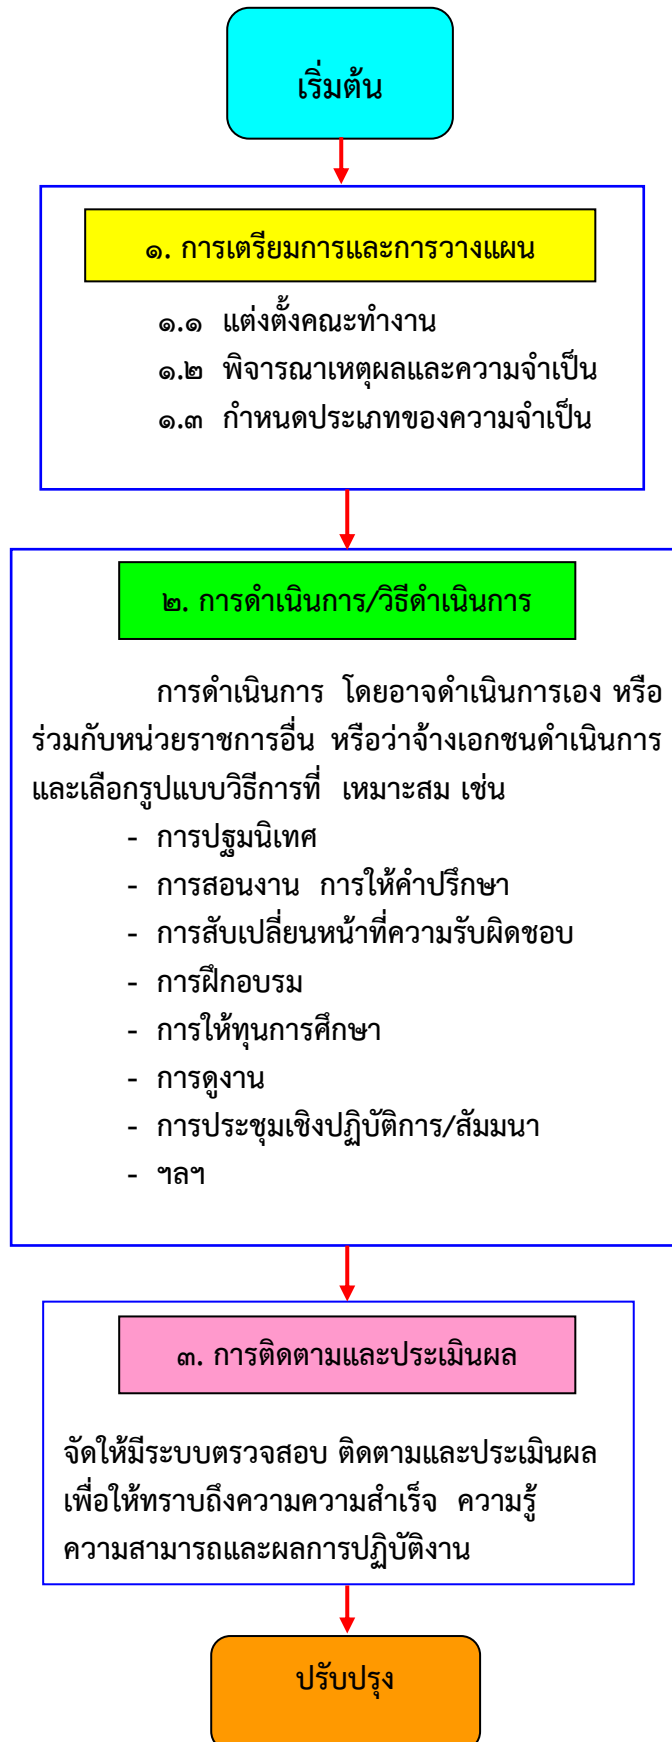 เริ่มต้น
๑. การเตรียมการและการวางแผน
๑.๑ แต่งตั้งคณะทำงาน
๑.๒ พิจารณาเหตุผลและความจำเป็น
๑.๓ กำหนดประเภทของความจำเป็น
๒. การดำเนินการ/วิธีดำเนินการ
การดำเนินการ โดยอาจดำเนินการเอง หรือ
ร่วมกับหน่วยราชการอื่น หรือว่าจ้างเอกชนดำเนินการ
และเลือกรูปแบบวิธีการที่ เหมาะสม เช่น
- การปฐมนิเทศ
- การสอนงาน การให้คำปรึกษา
- การสับเปลี่ยนหน้าที่ความรับผิดชอบ
- การฝึกอบรม
- การให้ทุนการศึกษา
- การดูงาน
- การประชุมเชิงปฏิบัติการ/สัมมนา
- ฯลฯ
๓. การติดตามและประเมินผล
จัดให้มีระบบตรวจสอบ ติดตามและประเมินผล
เพื่อให้ทราบถึงความความสำเร็จ ความรู้
ความสามารถและผลการปฏิบัติงาน
ปรับปรุง